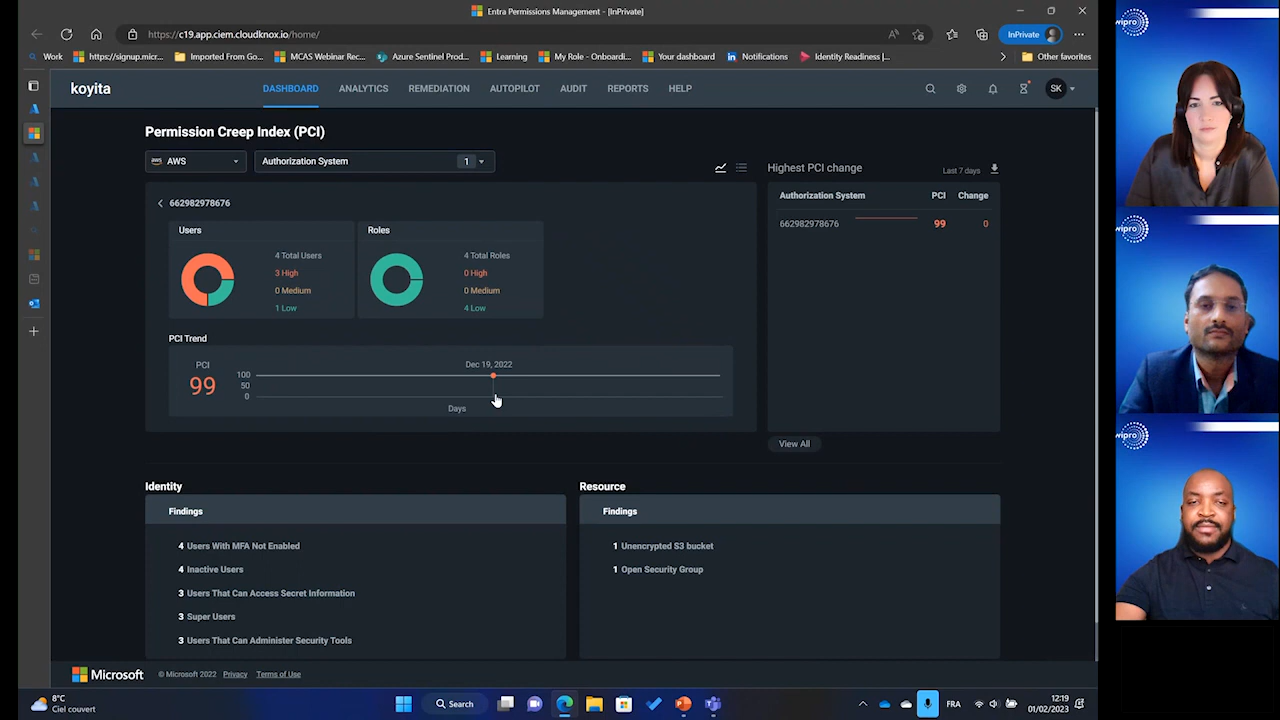 Entra Permissions Management - [InPrivate]
https://c19.app.ciem.cloudknox.io/home/
InPrivate
Work
https://signup.micr...
Imported From Go...
MCAS Webinar Rec...
Azure Sentinel Prod...
Learning
My Role - Onboardi...
Your dashboard
Notifications
Identity Readiness |...
Other favorites
koyita
DASHBOARD
ANALYTICS
REMEDIATION
AUTOPILOT
AUDIT
REPORTS
HELP
SK
Permission Creep Index (PCI)
aws AWS
Authorization System
1
Highest PCI change
Last 7 days
Authorization System PCI Change
662982978676 99 0
662982978676
Users
4 Total Users
3 High
0 Medium
1 Low
Roles
4 Total Roles
0 High
0 Medium
4 Low
PCI Trend
PCI
99
Dec 19, 2022
100
50
0
Days
View All
Identity
Findings
4 Users With MFA Not Enabled
4 Inactive Users
3 Users That Can Access Secret Information
3 Super Users
3 Users That Can Administer Security Tools
Resource
Findings
1 Unencrypted S3 bucket
1 Open Security Group
Microsoft
© Microsoft 2022 Privacy Terms of Use
8°C
Ciel couvert
Search
FRA
12:19
01/02/2023
wipro
wipro
wipro